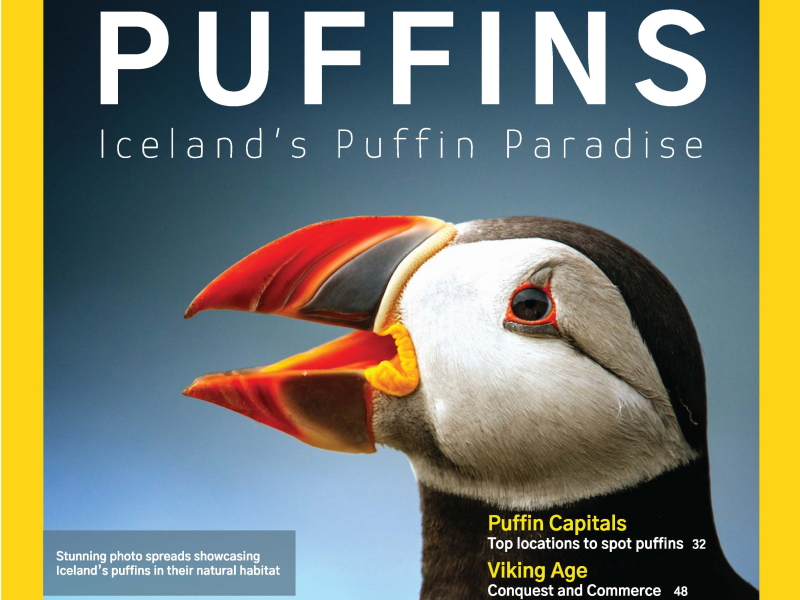 PUFFINS
Iceland's Puffin Paradise
Stunning photo spreads showcasing
Iceland's puffins in their natural habitat
Puffin Capitals
Top locations to spot puffins 32
Viking Age
Conquest and Commerce 48